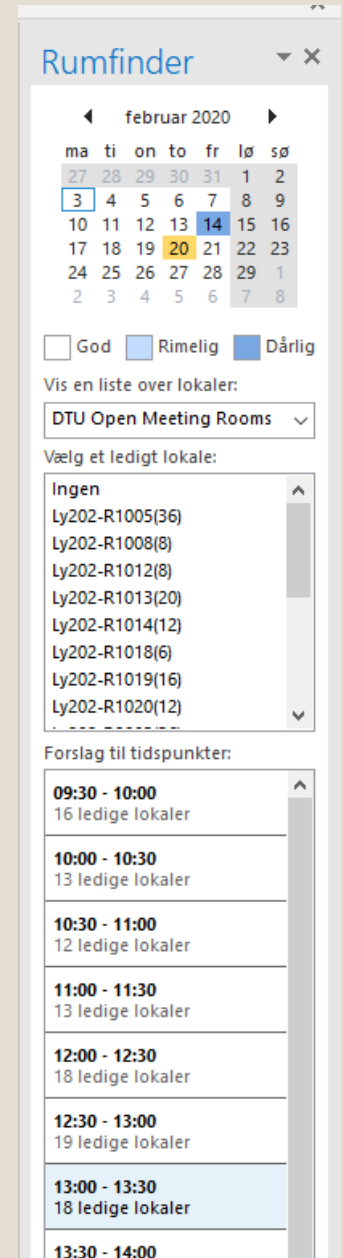 Rumfinder
februar 2020
ma ti on to fr lø sø
27 28 29 30 31 1 2
3 4 5 6 7 8 9
10 11 12 13 14 15 16
17 18 19 20 21 22 23
24 25 26 27 28 29 1
2 3 4 5 6 7 8
God Rimelig Dårlig
Vis en liste over lokaler:
DTU Open Meeting Rooms
Vælg et ledigt lokale:
Ingen
Ly202-R1005(36)
Ly202-R1008(8)
Ly202-R1012(8)
Ly202-R1013(20)
Ly202-R1014(12)
Ly202-R1018(6)
Ly202-R1019(16)
Ly202-R1020(12)
Forslag til tidspunkter:
09:30 - 10:00
16 ledige lokaler
10:00 - 10:30
13 ledige lokaler
10:30 - 11:00
12 ledige lokaler
11:00 - 11:30
13 ledige lokaler
12:00 - 12:30
18 ledige lokaler
12:30 - 13:00
19 ledige lokaler
13:00 - 13:30
18 ledige lokaler
13:30 - 14:00